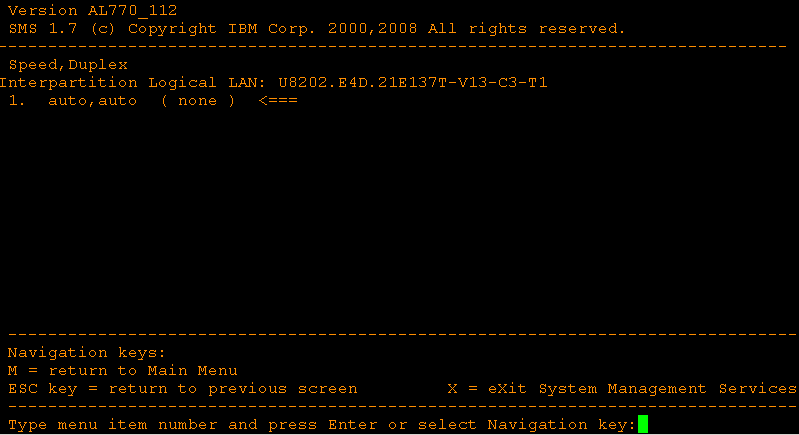 Version AL770_112
SMS 1.7 (c) Copyright IBM Corp. 2000,2008 All rights reserved.
-------------------------------------------------------------------------------
Speed,Duplex
Interpartition Logical LAN: U8202.E4D.21E137T-V13-C3-T1
1.  auto,auto  ( none )  <===
-------------------------------------------------------------------------------
Navigation keys:
M = return to Main Menu
ESC key = return to previous screen         X = eXit System Management Services
-------------------------------------------------------------------------------
Type menu item number and press Enter or select Navigation key: